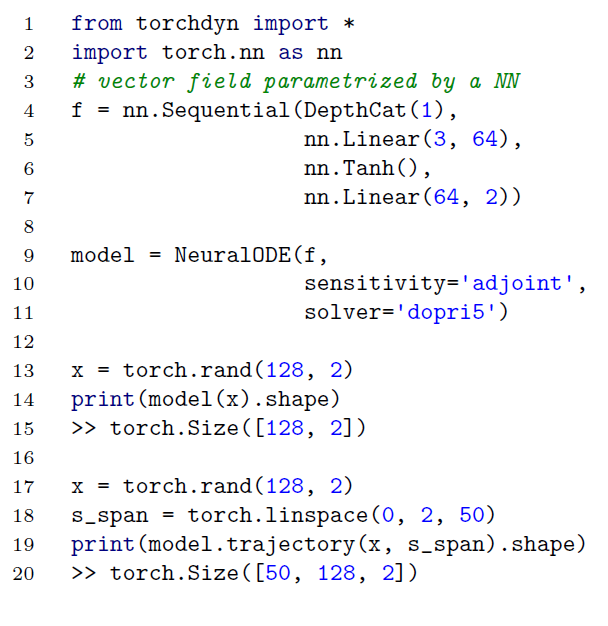 1 from torchdyn import *
2 import torch.nn as nn
3 # vector field parametrized by a NN
4 f = nn.Sequential(DepthCat(1),
5 nn.Linear(3, 64),
6 nn.Tanh(),
7 nn.Linear(64, 2))
8
9 model = NeuralODE(f,
10 sensitivity='adjoint',
11 solver='dopri5')
12
13 x = torch.rand(128, 2)
14 print(model(x).shape)
15 >> torch.Size([128, 2])
16
17 x = torch.rand(128, 2)
18 s_span = torch.linspace(0, 2, 50)
19 print(model.trajectory(x, s_span).shape)
20 >> torch.Size([50, 128, 2])